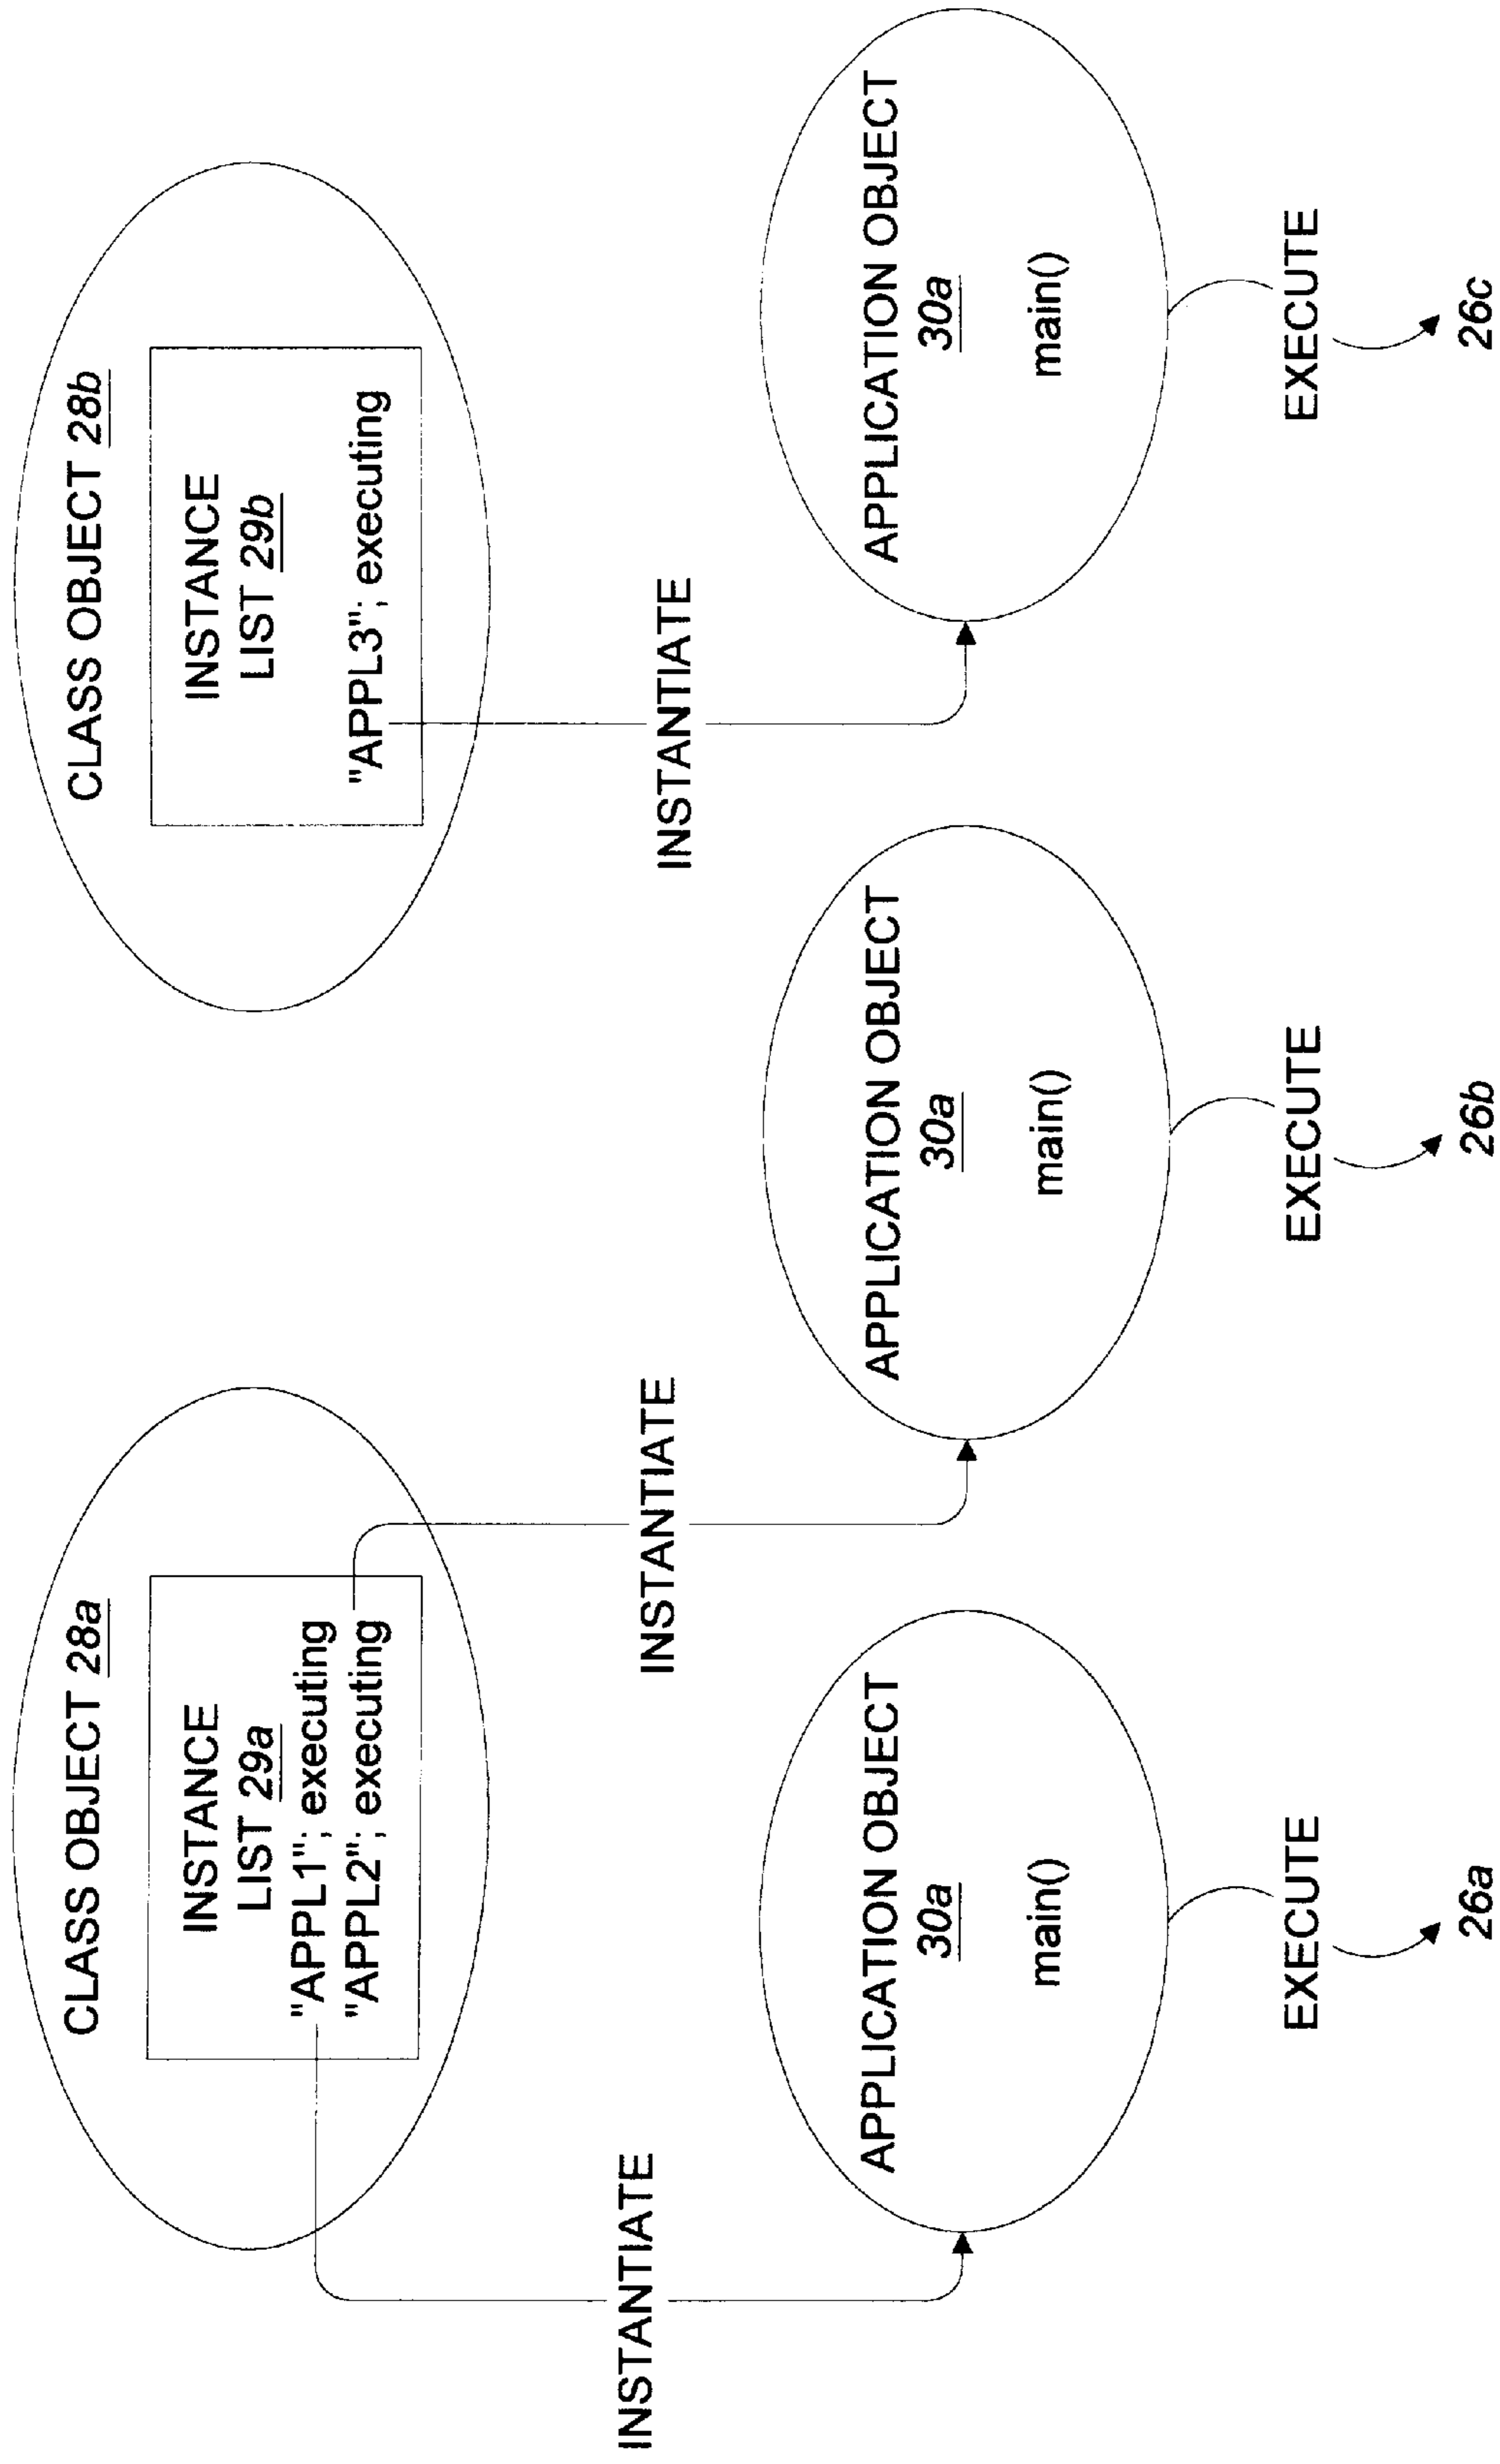 CLASS OBJECT 28a
INSTANCE
LIST 29a
"APPL1"; executing
"APPL2"; executing
CLASS OBJECT 28b
INSTANCE
LIST 29b
"APPL3"; executing
INSTANTIATE
INSTANTIATE
INSTANTIATE
APPLICATION OBJECT
30a
main()
APPLICATION OBJECT
30a
main()
APPLICATION OBJECT
30a
main()
EXECUTE
EXECUTE
EXECUTE
26a
26b
26c